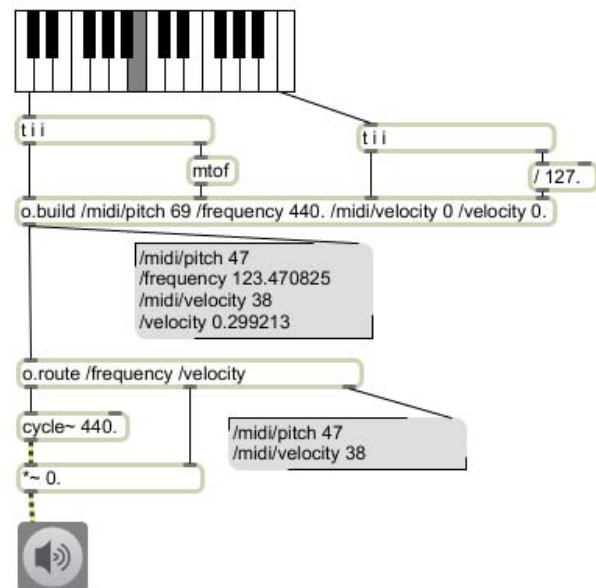 t i i
t i i
mtof
/ 127.
o.build /midi/pitch 69 /frequency 440. /midi/velocity 0 /velocity 0.
/midi/pitch 47
/frequency 123.470825
/midi/velocity 38
/velocity 0.299213
o.route /frequency /velocity
cycle~ 440.
/midi/pitch 47
/midi/velocity 38
*~ 0.